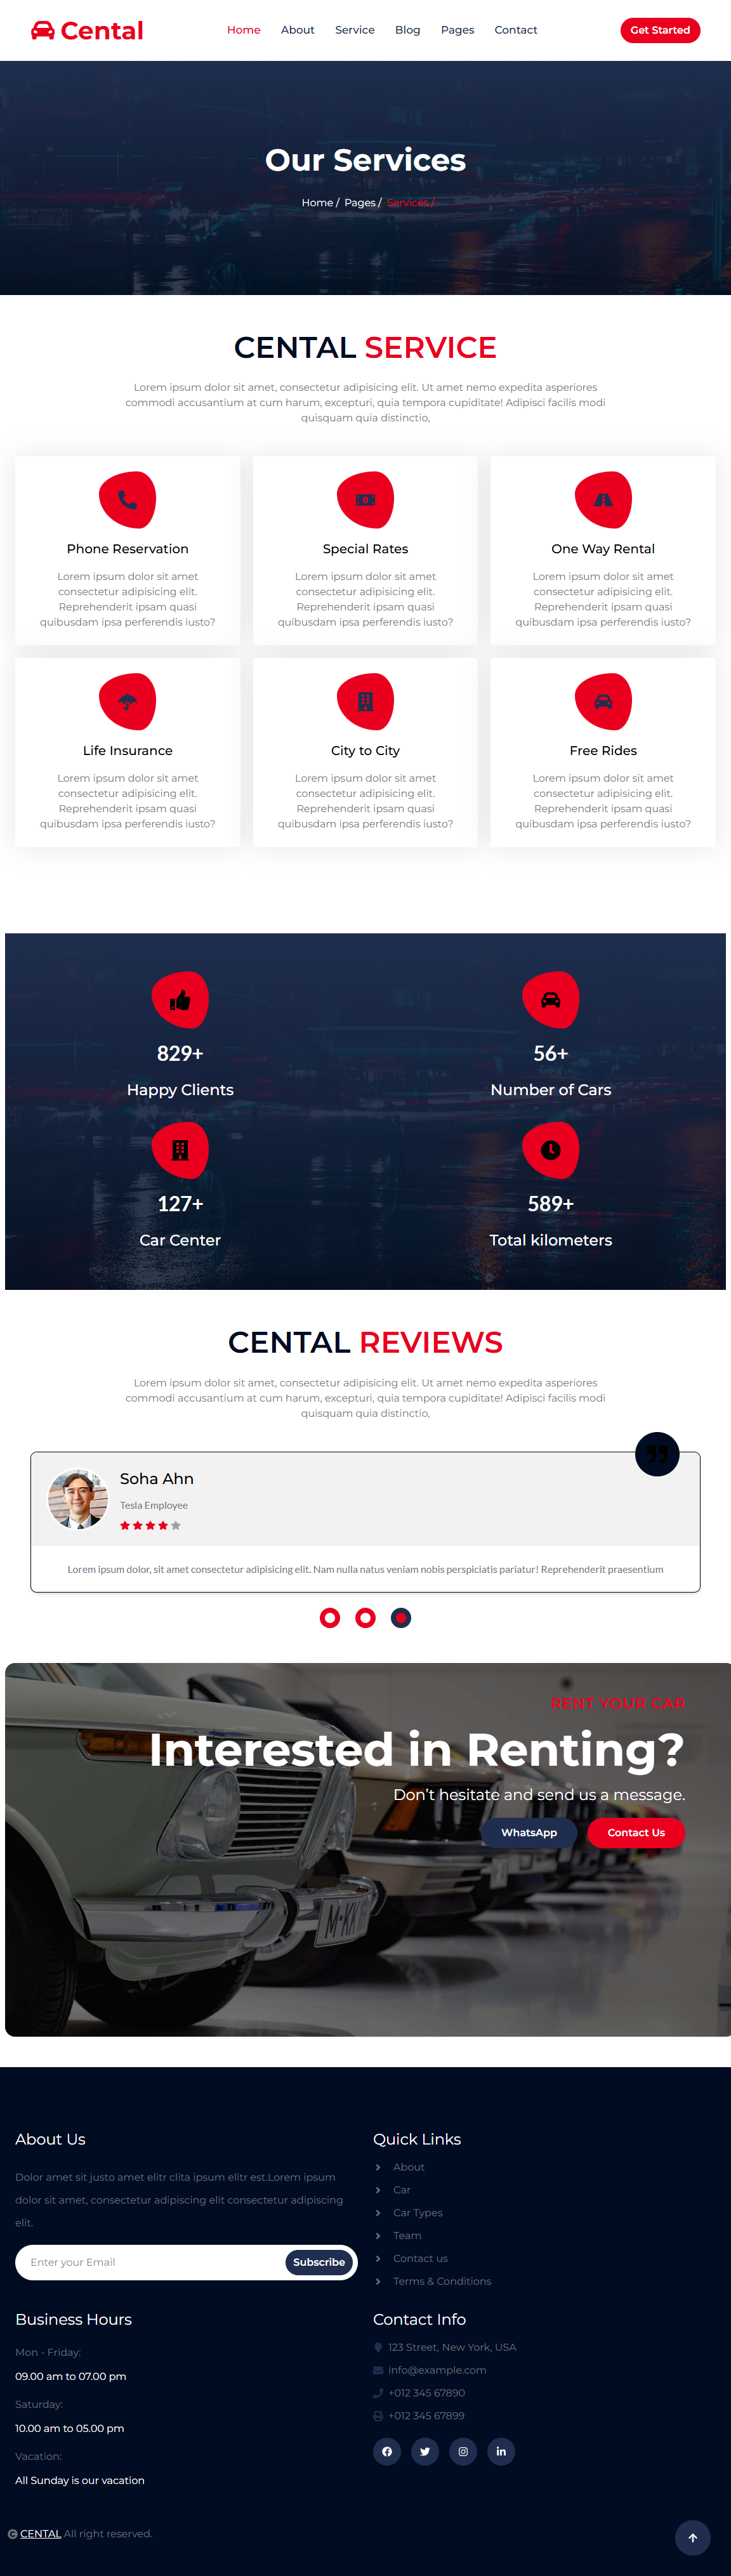 Cental
Home About Service Blog Pages Contact
Get Started
Our Services
Home / Pages / Services /
CENTAL SERVICE
Lorem ipsum dolor sit amet, consectetur adipisicing elit. Ut amet nemo expedita asperiores
commodi accusantium at cum harum, excepturi, quia tempora cupiditate! Adipisci facilis modi
quisquam quia distinctio,
Phone Reservation
Lorem ipsum dolor sit amet
consectetur adipisicing elit.
Reprehenderit ipsam quasi
quibusdam ipsa perferendis iusto?
Special Rates
Lorem ipsum dolor sit amet
consectetur adipisicing elit.
Reprehenderit ipsam quasi
quibusdam ipsa perferendis iusto?
One Way Rental
Lorem ipsum dolor sit amet
consectetur adipisicing elit.
Reprehenderit ipsam quasi
quibusdam ipsa perferendis iusto?
Life Insurance
Lorem ipsum dolor sit amet
consectetur adipisicing elit.
Reprehenderit ipsam quasi
quibusdam ipsa perferendis iusto?
City to City
Lorem ipsum dolor sit amet
consectetur adipisicing elit.
Reprehenderit ipsam quasi
quibusdam ipsa perferendis iusto?
Free Rides
Lorem ipsum dolor sit amet
consectetur adipisicing elit.
Reprehenderit ipsam quasi
quibusdam ipsa perferendis iusto?
829+
Happy Clients
56+
Number of Cars
127+
Car Center
589+
Total kilometers
CENTAL REVIEWS
Lorem ipsum dolor sit amet, consectetur adipisicing elit. Ut amet nemo expedita asperiores
commodi accusantium at cum harum, excepturi, quia tempora cupiditate! Adipisci facilis modi
quisquam quia distinctio,
Soha Ahn
Tesla Employee
Lorem ipsum dolor, sit amet consectetur adipisicing elit. Nam nulla natus veniam nobis perspiciatis pariatur! Reprehenderit praesentium
RENT YOUR CAR
Interested in Renting?
Don't hesitate and send us a message.
WhatsApp
Contact Us
About Us
Dolor amet sit justo amet elitr clita ipsum elitr est.Lorem ipsum
dolor sit amet, consectetur adipiscing elit consectetur adipiscing
elit.
Enter your Email
Subscribe
Quick Links
About
Car
Car Types
Team
Contact us
Terms & Conditions
Business Hours
Mon - Friday:
09.00 am to 07.00 pm
Saturday:
10.00 am to 05.00 pm
Vacation:
All Sunday is our vacation
Contact Info
123 Street, New York, USA
info@example.com
+012 345 67890
+012 345 67899
CENTAL All right reserved.